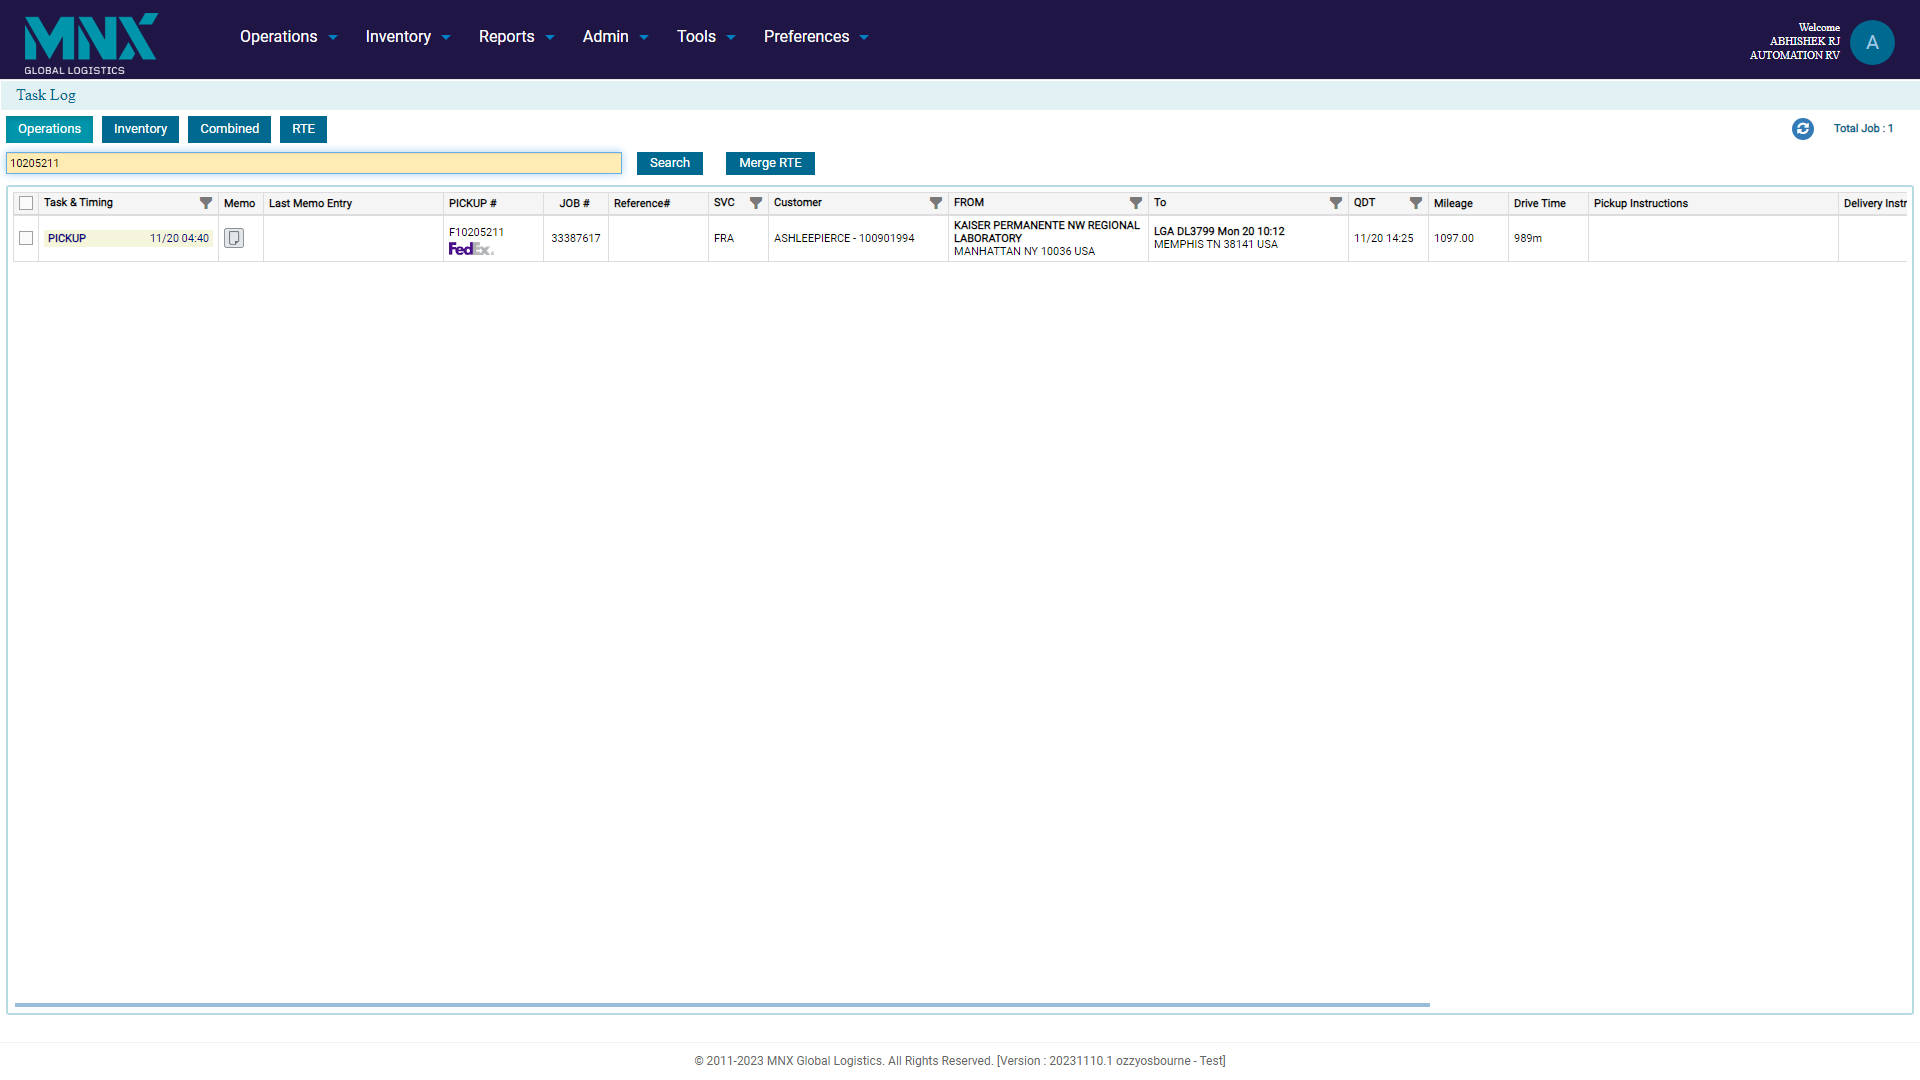 MNX
GLOBAL LOGISTICS
Operations Inventory Reports Admin Tools Preferences
Welcome
ABHISHEK RJ
AUTOMATION RV
A
Task Log
Operations Inventory Combined RTE
Total Job : 1
10205211
Search Merge RTE
Task & Timing Memo Last Memo Entry PICKUP # JOB # Reference# SVC Customer FROM To QDT Mileage Drive Time Pickup Instructions Delivery Instr
PICKUP 11/20 04:40
F10205211
FedEx.
33387617
FRA
ASHLEEPIERCE - 100901994
KAISER PERMANENTE NW REGIONAL
LABORATORY
MANHATTAN NY 10036 USA
LGA DL3799 Mon 20 10:12
MEMPHIS TN 38141 USA
11/20 14:25
1097.00
989m
© 2011-2023 MNX Global Logistics. All Rights Reserved. [Version : 20231110.1 ozzyosbourne - Test]